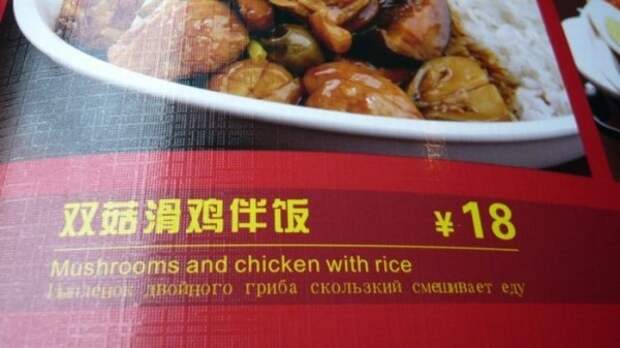 双菇滑鸡伴饭 ¥18
Mushrooms and chicken with rice
Цыпленок двойного гриба скользкий смешивает еду